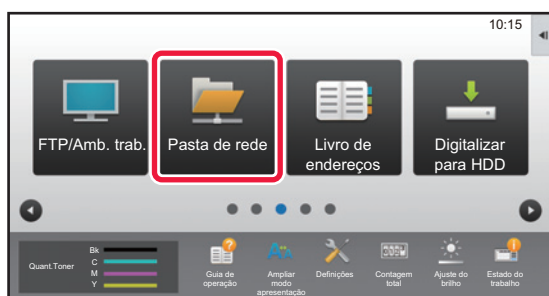 10:15
FTP/Amb. trab.
Pasta de rede
Livro de
endereços
Digitalizar
para HDD
Quant.Toner
Bk
C
M
Y
Guia de
operação
Ampliar
modo
apresentação
Definições
Contagem
total
Ajuste do
brilho
Estado do
trabalho